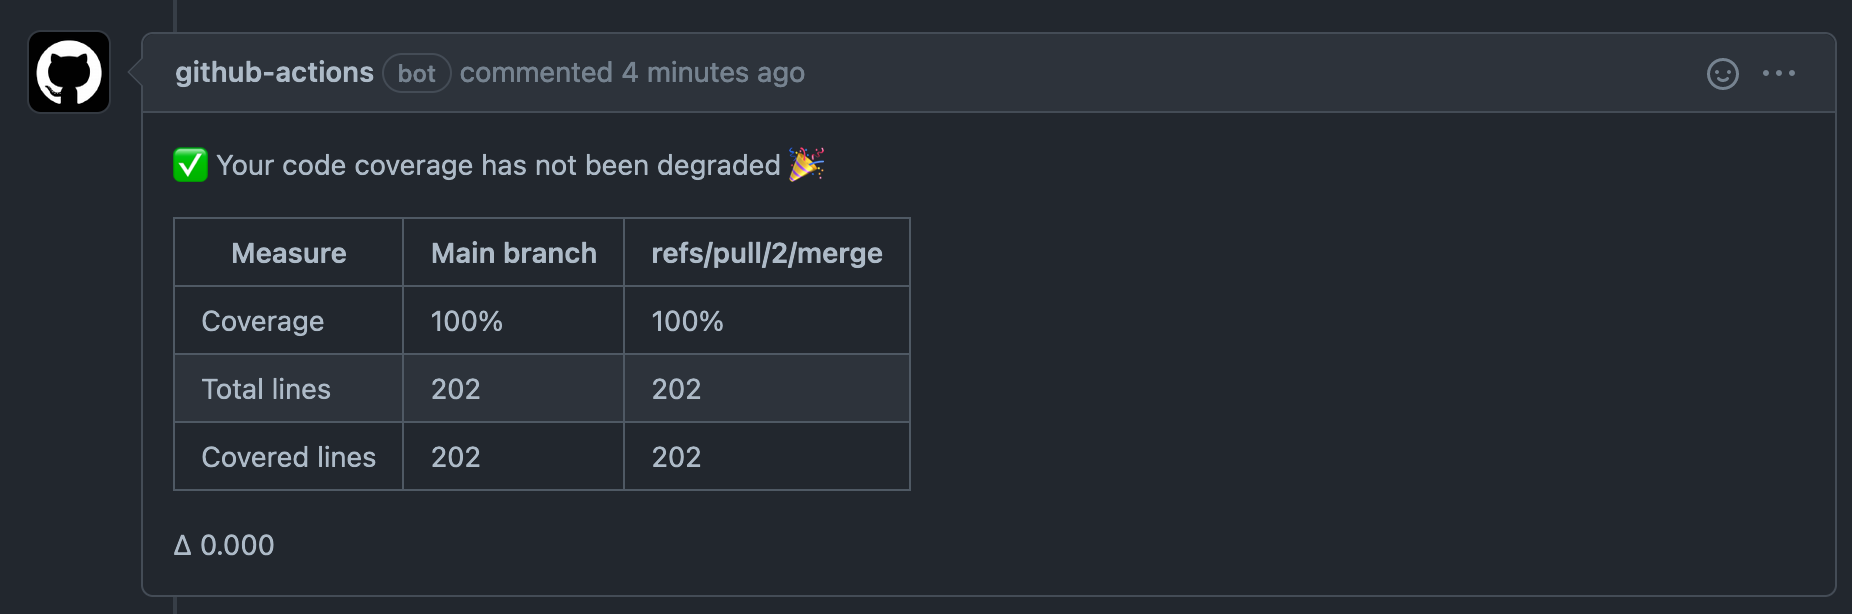 github-actions bot commented 4 minutes ago
✅ Your code coverage has not been degraded 🎉
Measure Main branch refs/pull/2/merge
Coverage 100% 100%
Total lines 202 202
Covered lines 202 202
Δ 0.000